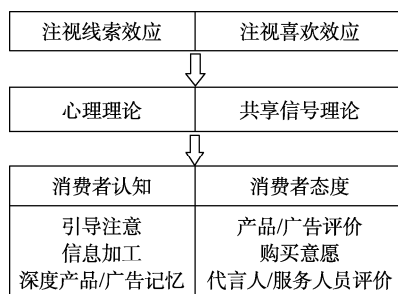 注视线索效应 注视喜欢效应
心理理论 共享信号理论
消费者认知 消费者态度
引导注意 产品/广告评价
信息加工 购买意愿
深度产品/广告记忆 代言人/服务人员评价